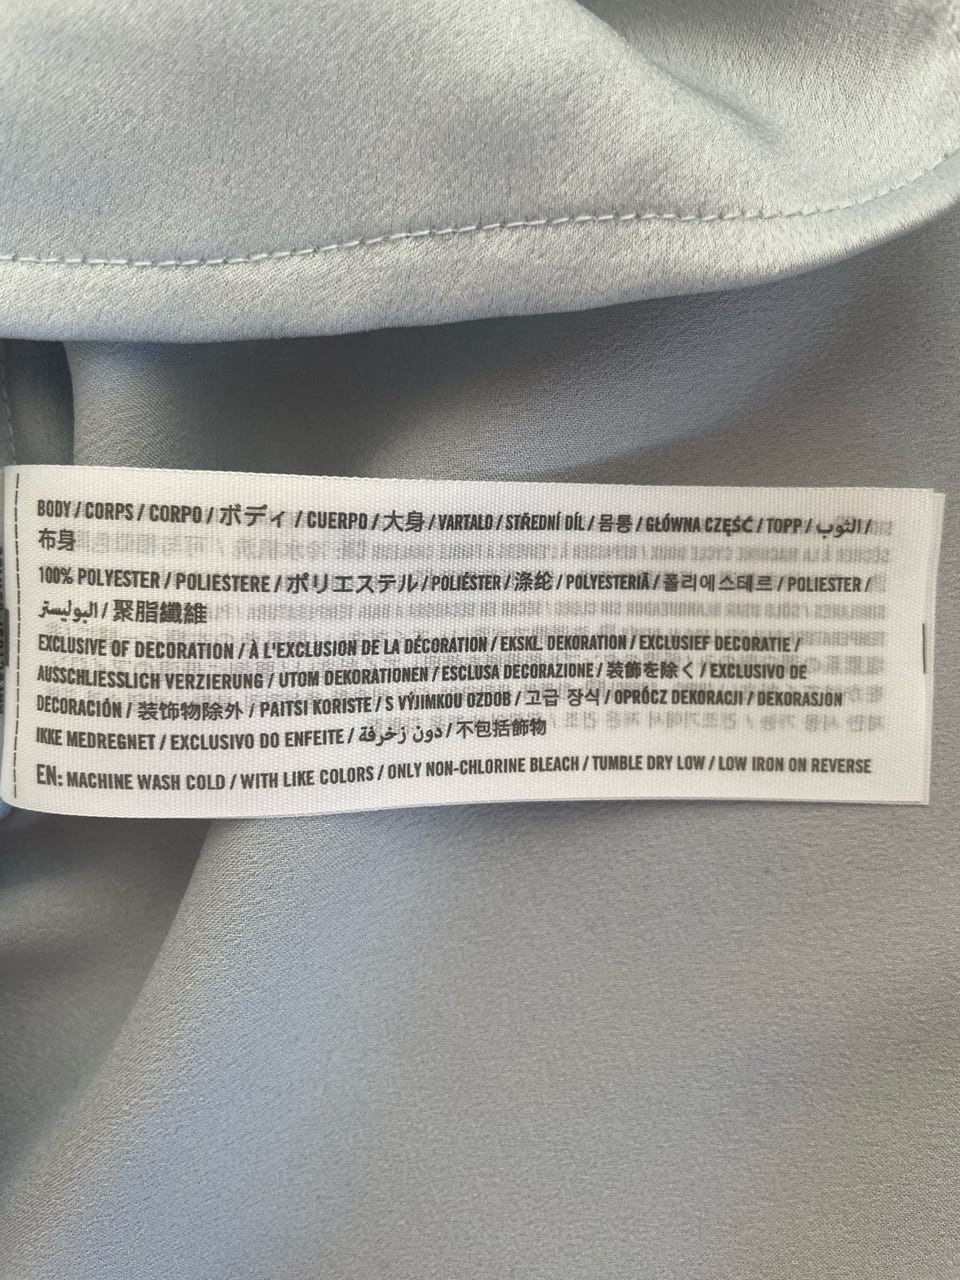 BODY / CORPS / CORPO / ボディ / CUERPO / 大身 / VARTALO / STŘEDNÍ DÍL / 몸통 / GŁÓWNA CZĘŚĆ / TOPP / الثوب /
布身
100% POLYESTER / POLIESTERE / ポリエステル / POLIÉSTER / 涤纶 / POLYESTERIÄ / 폴리에스테르 / POLIESTER /
البوليستر / 聚脂纖維
EXCLUSIVE OF DECORATION / À L'EXCLUSION DE LA DÉCORATION / EKSKL. DEKORATION / EXCLUSIEF DECORATIE /
AUSSCHLIESSLICH VERZIERUNG / UTOM DEKORATIONEN / ESCLUSA DECORAZIONE / 装飾を除く / EXCLUSIVO DE
DECORACIÓN / 装饰物除外 / PAITSI KORISTE / S VÝJIMKOU OZDOB / 고급 장식 / OPRÓCZ DEKORACJI / DEKORASJON
IKKE MEDREGNET / EXCLUSIVO DO ENFEITE / دون زخرفة / 不包括飾物
EN: MACHINE WASH COLD / WITH LIKE COLORS / ONLY NON-CHLORINE BLEACH / TUMBLE DRY LOW / LOW IRON ON REVERSE